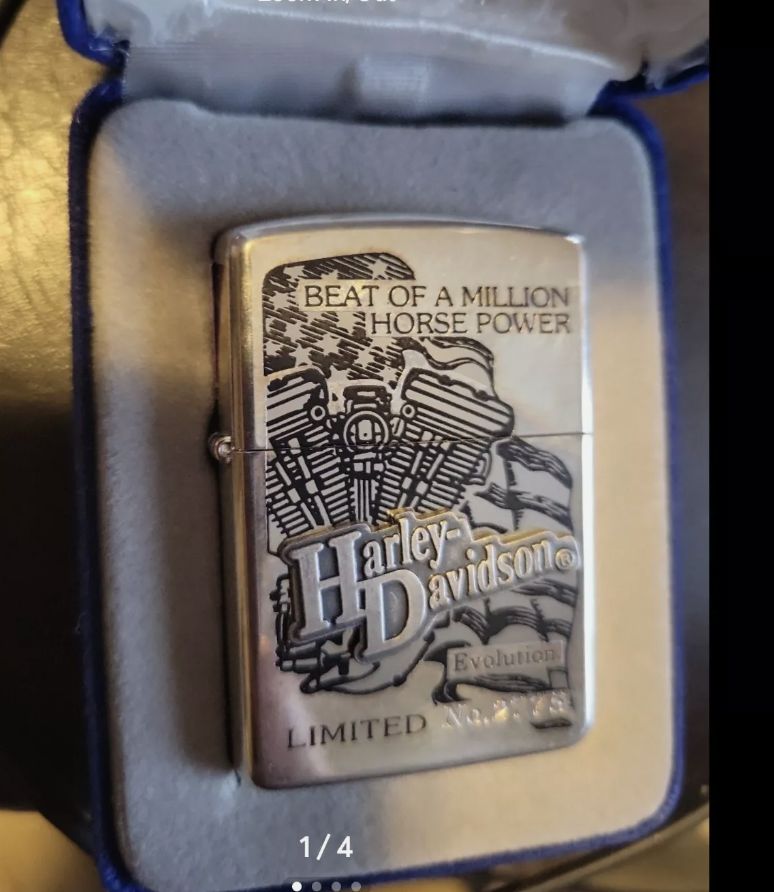 BEAT OF A MILLION
HORSE POWER
Harley-
Davidson®
Evolution
LIMITED
1/4